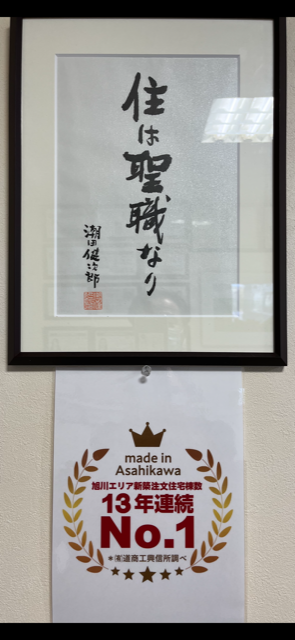 住は聖職なり
潮田健次郎
made in
Asahikawa
旭川エリア新築注文住宅棟数
13年連続
No.1
※㈲道商工興信所調べ